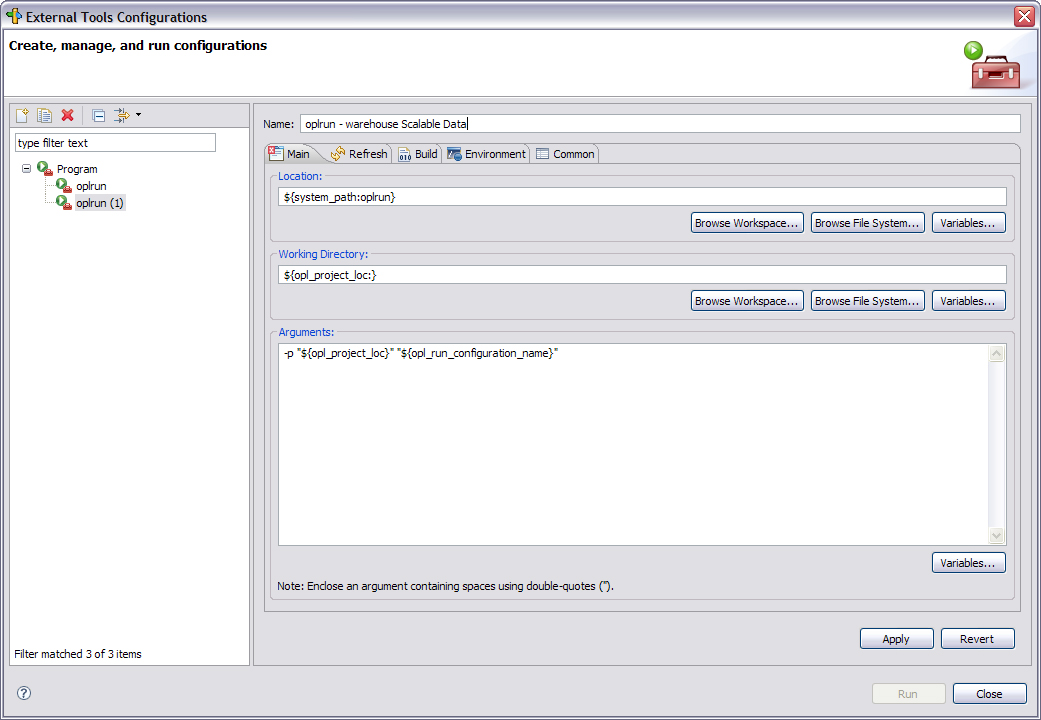 External Tools Configurations
Create, manage, and run configurations
type filter text
Program
oplrun
oplrun (1)
Filter matched 3 of 3 items
Name: oplrun - warehouse Scalable Data
Main Refresh Build Environment Common
Location:
${system_path:oplrun}
Browse Workspace... Browse File System... Variables...
Working Directory:
${opl_project_loc:}
Browse Workspace... Browse File System... Variables...
Arguments:
-p "${opl_project_loc}" "${opl_run_configuration_name}"
Variables...
Note: Enclose an argument containing spaces using double-quotes (").
Apply Revert
Run Close